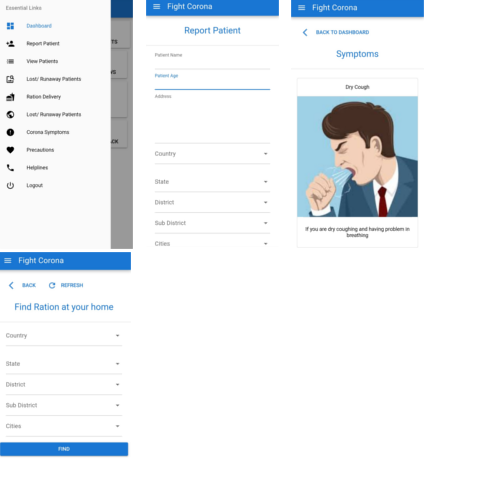 Essential Links
Dashboard
Report Patient
View Patients
Lost/ Runaway Patients
Ration Delivery
Lost/ Runaway Patients
Corona Symptoms
Precautions
Helplines
Logout
TS
VS
ACK
Fight Corona
Report Patient
Patient Name
Patient Age
Address
Country
State
District
Sub District
Cities
Fight Corona
BACK TO DASHBOARD
Symptoms
Dry Cough
If you are dry coughing and having problem in
breathing
Fight Corona
BACK
REFRESH
Find Ration at your home
Country
State
District
Sub District
Cities
FIND